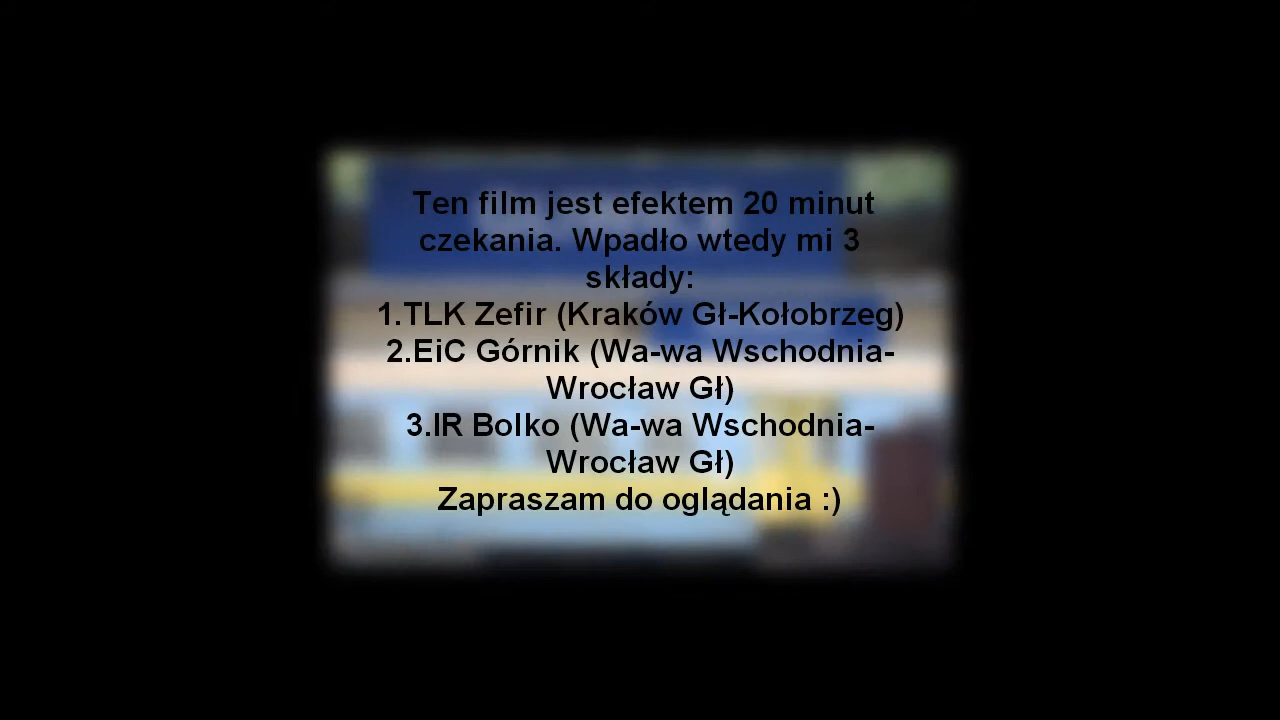 Ten film jest efektem 20 minut
czekania. Wpadło wtedy mi 3
składy:
1.TLK Zefir (Kraków Gł-Kołobrzeg)
2.EiC Górnik (Wa-wa Wschodnia-
Wrocław Gł)
3.IR Bolko (Wa-wa Wschodnia-
Wrocław Gł)
Zapraszam do oglądania :)